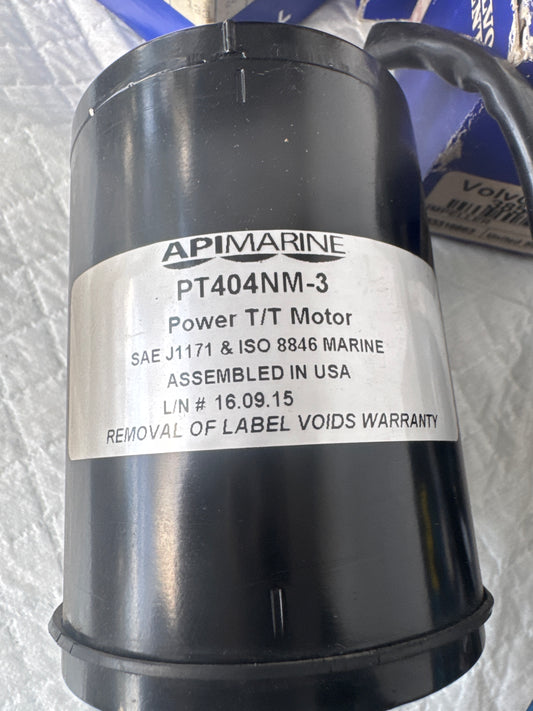 Volvo
APIMARINE
PT404NM-3
Power T/T Motor
SAE J1171 & ISO 8846 MARINE
ASSEMBLED IN USA
L/N # 16.09.15
REMOVAL OF LABEL VOIDS WARRANTY